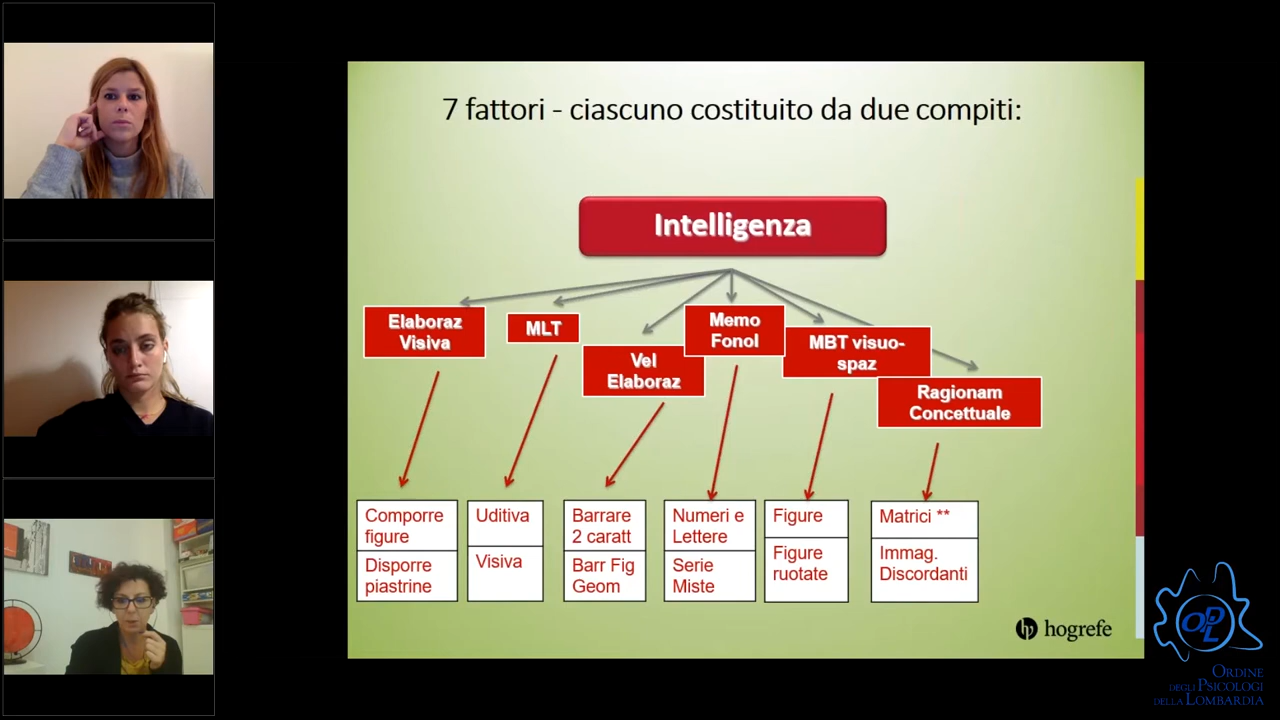 7 fattori - ciascuno costituito da due compiti:
Intelligenza
Elaboraz
Visiva
MLT
Vel
Elaboraz
Memo
Fonol
MBT visuo-
spaz
Ragionam
Concettuale
Comporre
figure
Disporre
piastrine
Uditiva
Visiva
Barrare
2 caratt
Barr Fig
Geom
Numeri e
Lettere
Serie
Miste
Figure
Figure
ruotate
Matrici **
Immag.
Discordanti
hogrefe
OPL
ORDINE
DEGLI PSICOLOGI
DELLA LOMBARDIA